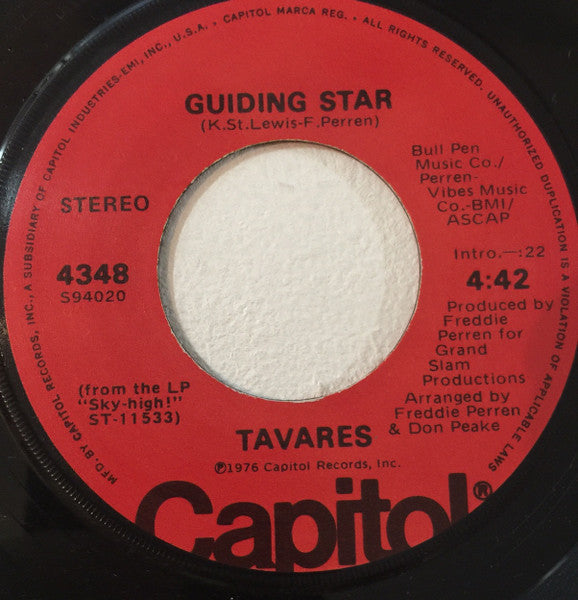 MFD. BY CAPITOL RECORDS, INC., A SUBSIDIARY OF CAPITOL INDUSTRIES-EMI, INC., U.S.A. • CAPITOL MARCA REG. • ALL RIGHTS RESERVED. UNAUTHORIZED DUPLICATION IS A VIOLATION OF APPLICABLE LAWS
GUIDING STAR
(K.St.Lewis-F.Perren)
STEREO
4348
S94020
(from the LP
"Sky-high!"
ST-11533)
Bull Pen
Music Co./
Perren-
Vibes Music
Co.-BMI/
ASCAP
Intro.—:22
4:42
Produced by
Freddie
Perren for
Grand
Slam
Productions
Arranged by
Freddie Perren
& Don Peake
TAVARES
℗1976 Capitol Records, Inc.
Capitol®